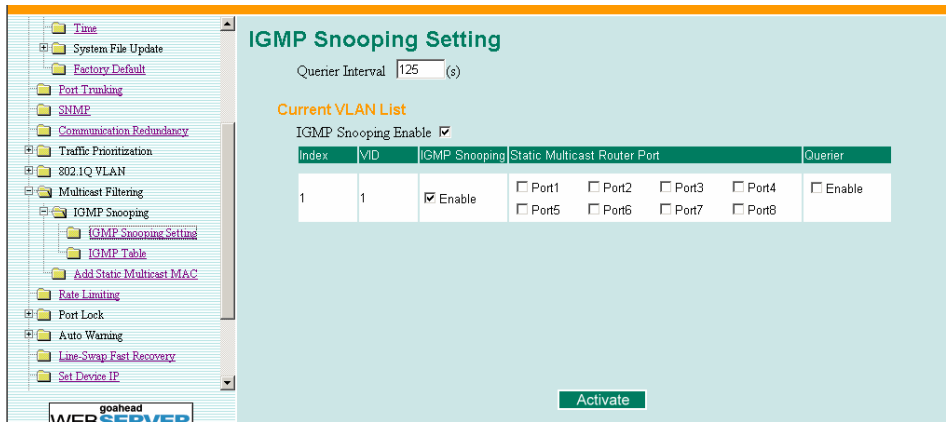 Time
System File Update
Factory Default
Port Trunking
SNMP
Communication Redundancy
Traffic Prioritization
802.1Q VLAN
Multicast Filtering
IGMP Snooping
IGMP Snooping Setting
IGMP Table
Add Static Multicast MAC
Rate Limiting
Port Lock
Auto Warning
Line-Swap Fast Recovery
Set Device IP
goahead
WEBSERVER
IGMP Snooping Setting
Querier Interval 125 (s)
Current VLAN List
IGMP Snooping Enable
Index VID IGMP Snooping Static Multicast Router Port Querier
1 1 Enable Port1 Port2 Port3 Port4 Enable
Port5 Port6 Port7 Port8
Activate